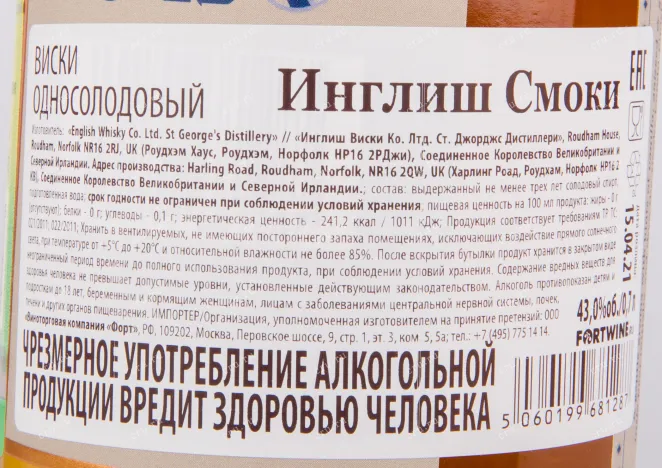 ВИСКИ
ОДНОСОЛОДОВЫЙ
Инглиш Смоки
EAC
Изготовитель: «English Whisky Co. Ltd. St George's Distillery» // «Инглиш Виски Ко. Лтд. Ст. Джорджс Дистиллери», Roudham House,
Roudham, Norfolk NR16 2RJ, UK (Роудхэм Хаус, Роудхэм, Норфолк НР16 2РДжи), Соединенное Королевство Великобритании и
Северной Ирландии. Адрес производства: Harling Road, Roudham, Norfolk, NR16 2QW, UK (Харлинг Роад, Роудхам, Норфолк НР16 2
КВ), Соединенное Королевство Великобритании и Северной Ирландии.; состав: выдержанный не менее трех лет солодовый спирт,
подготовленная вода; срок годности не ограничен при соблюдении условий хранения; пищевая ценность на 100 мл продукта: жиры - 0 г
(отсутствуют); белки - 0 г; углеводы - 0,1 г; энергетическая ценность - 241,2 ккал / 1011 кДж; Продукция соответствует требованиям ТР ТС
021/2011, 022/2011; Хранить в вентилируемых, не имеющих постороннего запаха помещениях, исключающих воздействие прямого солнечного
света, при температуре от +5°С до +20°С и относительной влажности не более 85%. После вскрытия бутылки продукт хранится в закрытом виде
неограниченный период времени до полного использования продукта, при соблюдении условий хранения. Содержание вредных веществ для
здоровья человека не превышает допустимые уровни, установленные действующим законодательством. Алкоголь противопоказан детям и
подросткам до 18 лет, беременным и кормящим женщинам, лицам с заболеваниями центральной нервной системы, почек,
печени и других органов пищеварения. ИМПОРТЕР/Организация, уполномоченная изготовителем на принятие претензий: ООО
«Виноторговая компания «Форт», РФ, 109202, Москва, Перовское шоссе, 9, стр. 1, эт. 3, ком. 5, 5а; тел.: +7 (495) 775 14 14
15.04.21
43,0%об./0,7л
FORTWINE.
ЧРЕЗМЕРНОЕ УПОТРЕБЛЕНИЕ АЛКОГОЛЬНОЙ
ПРОДУКЦИИ ВРЕДИТ ЗДОРОВЬЮ ЧЕЛОВЕКА
5 060199 681287